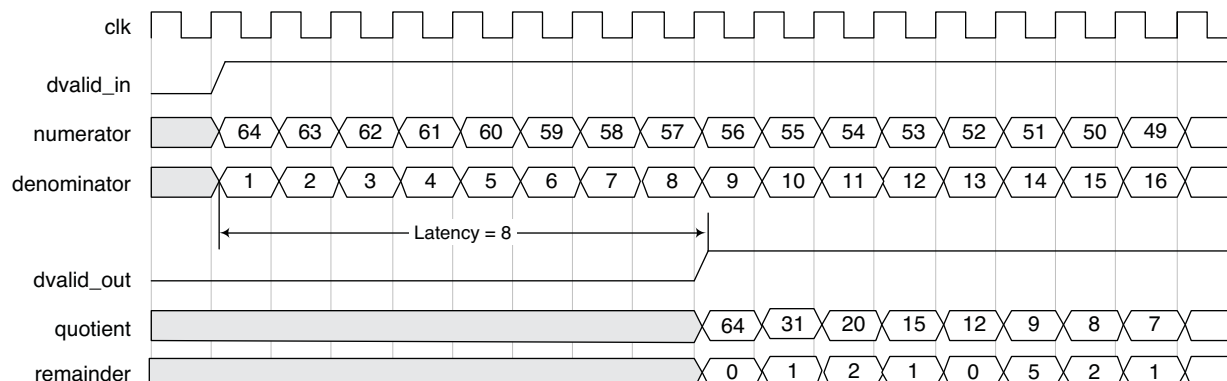 clk
dvalid_in
numerator 64 63 62 61 60 59 58 57 56 55 54 53 52 51 50 49
denominator 1 2 3 4 5 6 7 8 9 10 11 12 13 14 15 16
Latency = 8
dvalid_out
quotient 64 31 20 15 12 9 8 7
remainder 0 1 2 1 0 5 2 1